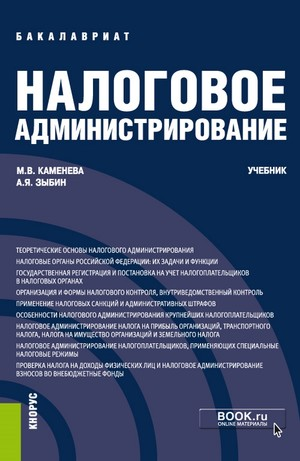 БАКАЛАВРИАТ
НАЛОГОВОЕ
АДМИНИСТРИРОВАНИЕ
М.В. КАМЕНЕВА
А.Я. ЗЫБИН
УЧЕБНИК
ТЕОРЕТИЧЕСКИЕ ОСНОВЫ НАЛОГОВОГО АДМИНИСТРИРОВАНИЯ
НАЛОГОВЫЕ ОРГАНЫ РОССИЙСКОЙ ФЕДЕРАЦИИ: ИХ ЗАДАЧИ И ФУНКЦИИ
ГОСУДАРСТВЕННАЯ РЕГИСТРАЦИЯ И ПОСТАНОВКА НА УЧЕТ НАЛОГОПЛАТЕЛЬЩИКОВ
В НАЛОГОВЫХ ОРГАНАХ
ОРГАНИЗАЦИЯ И ФОРМЫ НАЛОГОВОГО КОНТРОЛЯ, ВНУТРИВЕДОМСТВЕННЫЙ КОНТРОЛЬ
ПРИМЕНЕНИЕ НАЛОГОВЫХ САНКЦИЙ И АДМИНИСТРАТИВНЫХ ШТРАФОВ
ОСОБЕННОСТИ НАЛОГОВОГО АДМИНИСТРИРОВАНИЯ КРУПНЕЙШИХ НАЛОГОПЛАТЕЛЬЩИКОВ
НАЛОГОВОЕ АДМИНИСТРИРОВАНИЕ НАЛОГА НА ПРИБЫЛЬ ОРГАНИЗАЦИЙ, ТРАНСПОРТНОГО
НАЛОГА, НАЛОГА НА ИМУЩЕСТВО ОРГАНИЗАЦИЙ И ЗЕМЕЛЬНОГО НАЛОГА
НАЛОГОВОЕ АДМИНИСТРИРОВАНИЕ НАЛОГОПЛАТЕЛЬЩИКОВ, ПРИМЕНЯЮЩИХ СПЕЦИАЛЬНЫЕ
НАЛОГОВЫЕ РЕЖИМЫ
ПРОВЕРКА НАЛОГА НА ДОХОДЫ ФИЗИЧЕСКИХ ЛИЦ И НАЛОГОВОЕ АДМИНИСТРИРОВАНИЕ
ВЗНОСОВ ВО ВНЕБЮДЖЕТНЫЕ ФОНДЫ
КНОРУС
BOOK.ru
ONLINE МАТЕРИАЛЫ